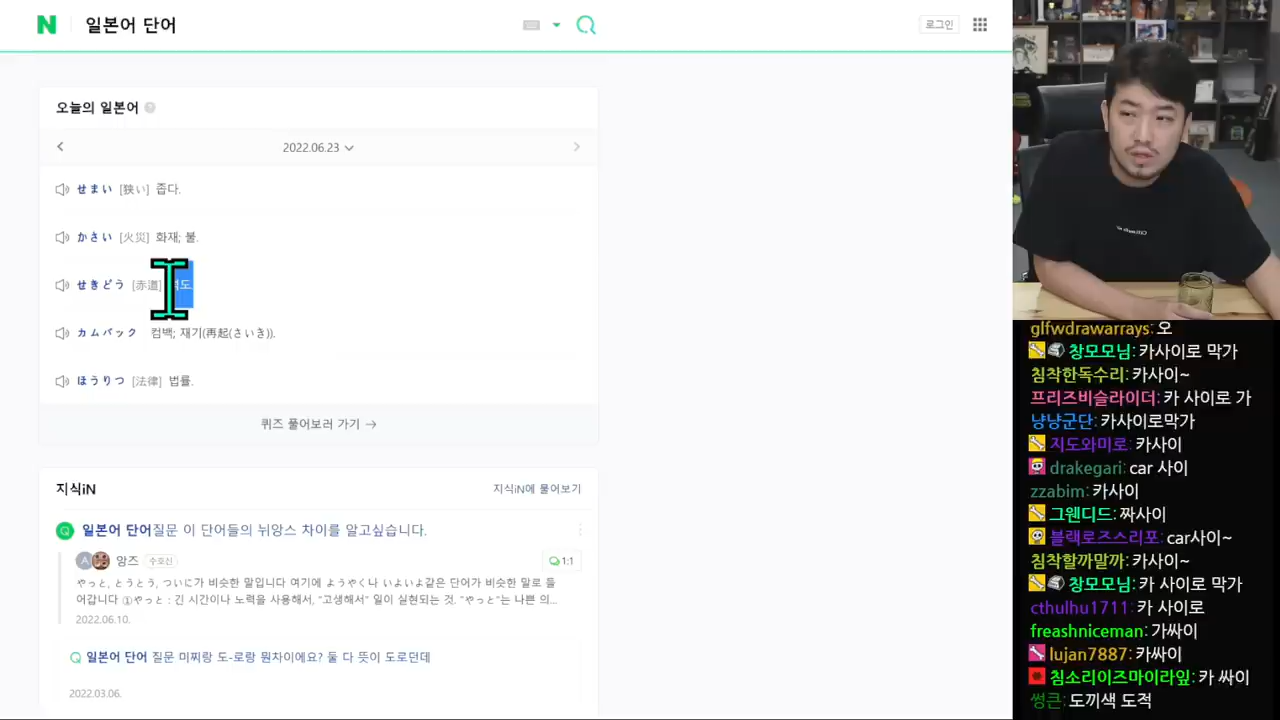 N 일본어 단어
로그인
오늘의 일본어
2022.06.23
せまい [狭い] 좁다.
かさい [火災] 화재; 불.
せきどう [赤道] 적도.
カムバック 컴백; 재기(再起(さいき)).
ほうりつ [法律] 법률.
퀴즈 풀어보러 가기 →
지식iN
지식iN에 물어보기
Q 일본어 단어질문 이 단어들의 뉘앙스 차이를 알고싶습니다.
A 앙즈 수호신
1:1
やっと, とうとう, ついに가 비슷한 말입니다 여기에 ようやく나 いよいよ같은 단어가 비슷한 말로 들
어갑니다 ①やっと : 긴 시간이나 노력을 사용해서, "고생해서" 일이 실현되는 것. "やっと"는 나쁜 의...
2022.06.10.
Q 일본어 단어 질문 미찌랑 도-로랑 뭔차이에요? 둘 다 뜻이 도로던데
2022.03.06.
glfwdrawarrays: 오
창모모님: 카사이로 막가
침착한독수리: 카사이~
프리즈비슬라이더: 카 사이로 가
냥냥군단: 카사이로막가
지도와미로: 카사이
drakegari: car 사이
zzabim: 카사이
그웬디드: 짜사이
블랙로즈스리포: car사이~
침착할까말까: 카사이~
창모모님: 카 사이로 막가
cthulhu1711: 카 사이로
freashniceman: 가싸이
lujan7887: 카싸이
침소리이즈마이라잎: 카 싸이
썽큰: 도끼색 도적